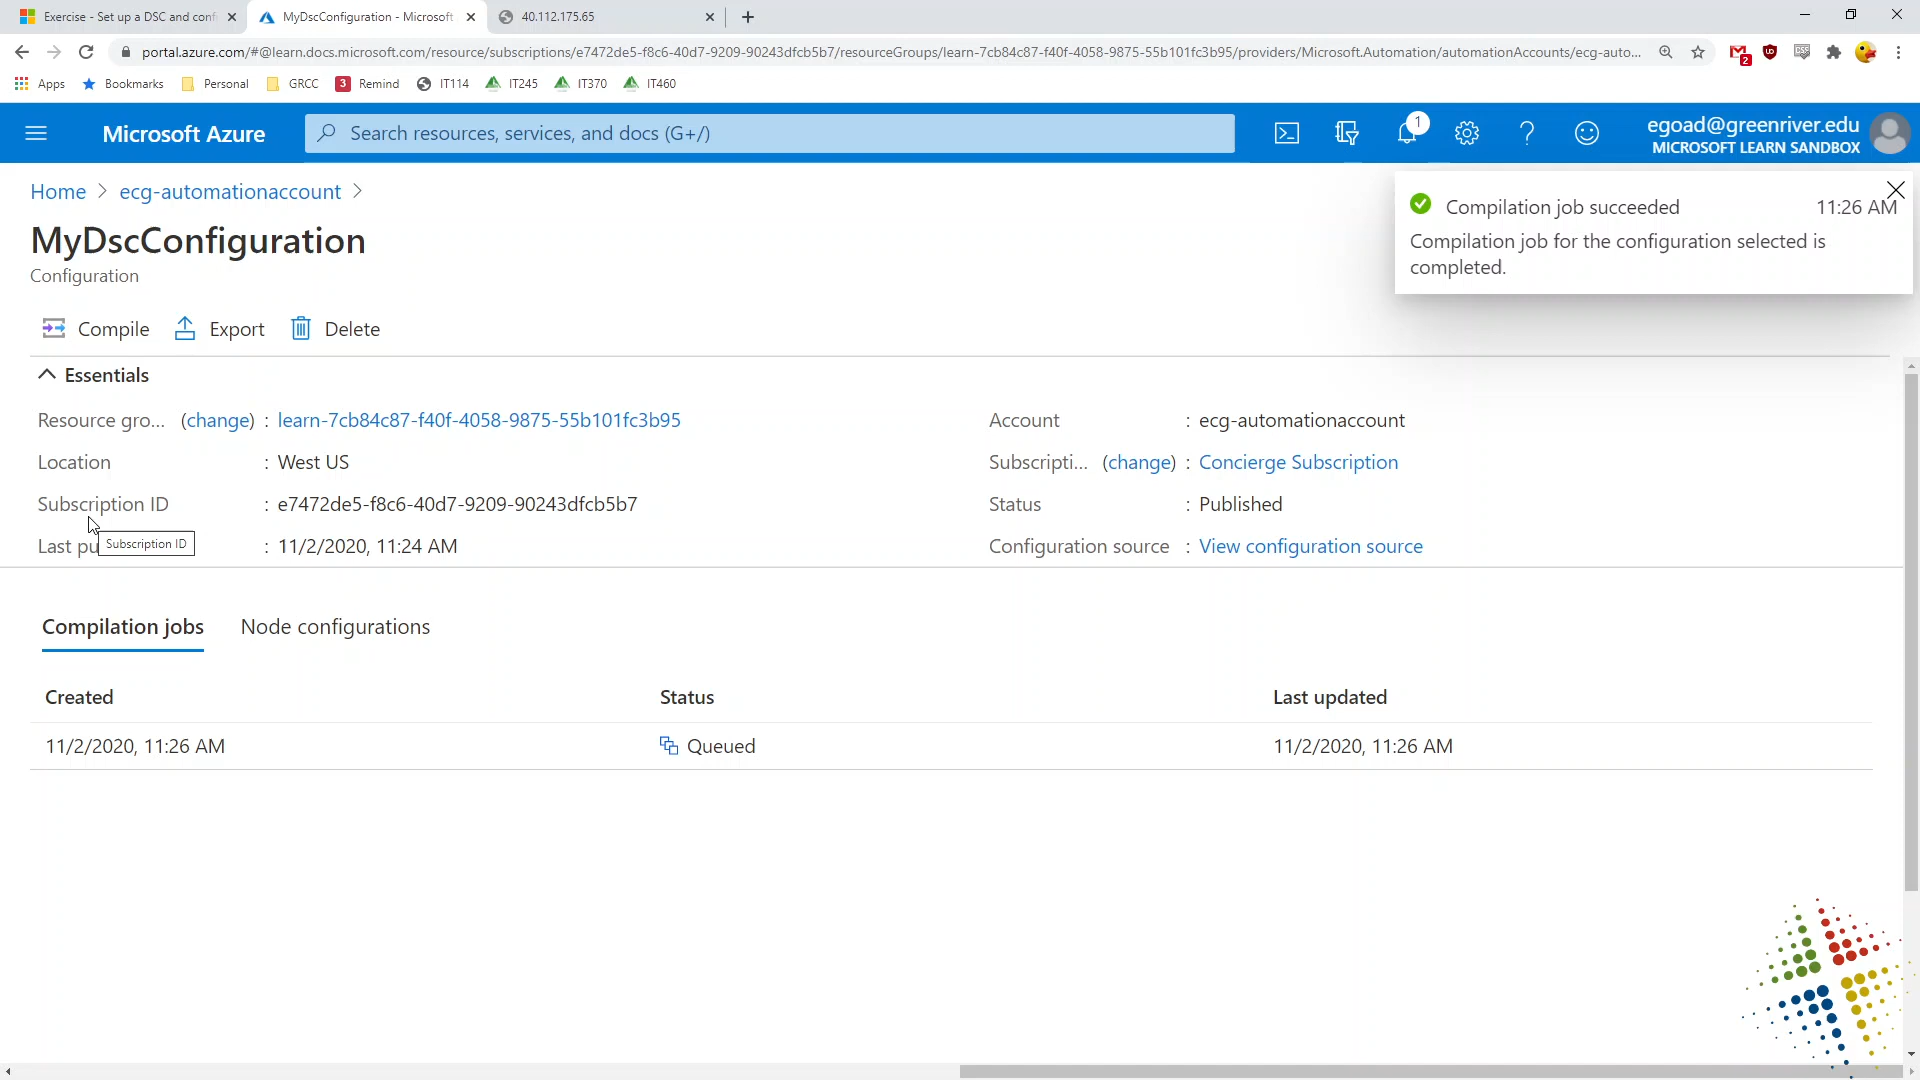 Exercise - Set up a DSC and conf
MyDscConfiguration - Microsoft
40.112.175.65
portal.azure.com/#@learn.docs.microsoft.com/resource/subscriptions/e7472de5-f8c6-40d7-9209-90243dfcb5b7/resourceGroups/learn-7cb84c87-f40f-4058-9875-55b101fc3b95/providers/Microsoft.Automation/automationAccounts/ecg-auto...
2
Apps
Bookmarks
Personal
GRCC
3
Remind
IT114
IT245
IT370
IT460
Microsoft Azure
Search resources, services, and docs (G+/)
1
egoad@greenriver.edu
MICROSOFT LEARN SANDBOX
Home > ecg-automationaccount >
MyDscConfiguration
Configuration
Compilation job succeeded
11:26 AM
Compilation job for the configuration selected is
completed.
Compile
Export
Delete
Essentials
Resource gro... (change) : learn-7cb84c87-f40f-4058-9875-55b101fc3b95
Location : West US
Subscription ID : e7472de5-f8c6-40d7-9209-90243dfcb5b7
Last pu : 11/2/2020, 11:24 AM
Subscription ID
Account : ecg-automationaccount
Subscripti... (change) : Concierge Subscription
Status : Published
Configuration source : View configuration source
Compilation jobs
Node configurations
Created
Status
Last updated
11/2/2020, 11:26 AM
Queued
11/2/2020, 11:26 AM